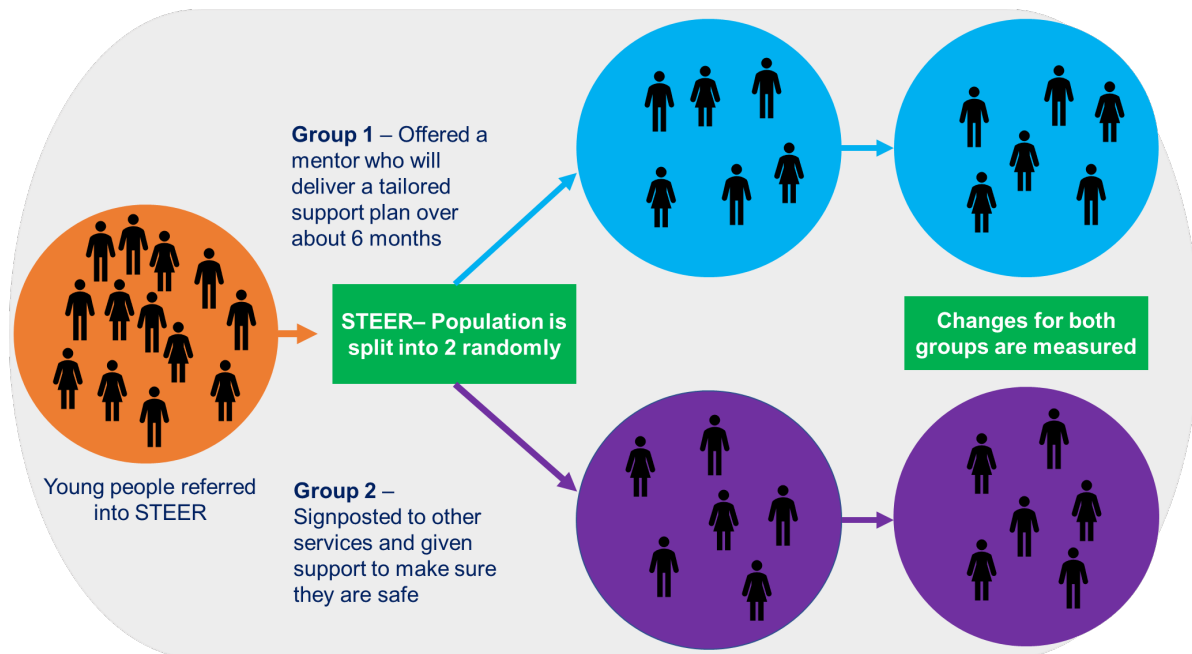 Group 1 – Offered a
mentor who will
deliver a tailored
support plan over
about 6 months
STEER– Population is
split into 2 randomly
Changes for both
groups are measured
Young people referred
into STEER
Group 2 –
Signposted to other
services and given
support to make sure
they are safe